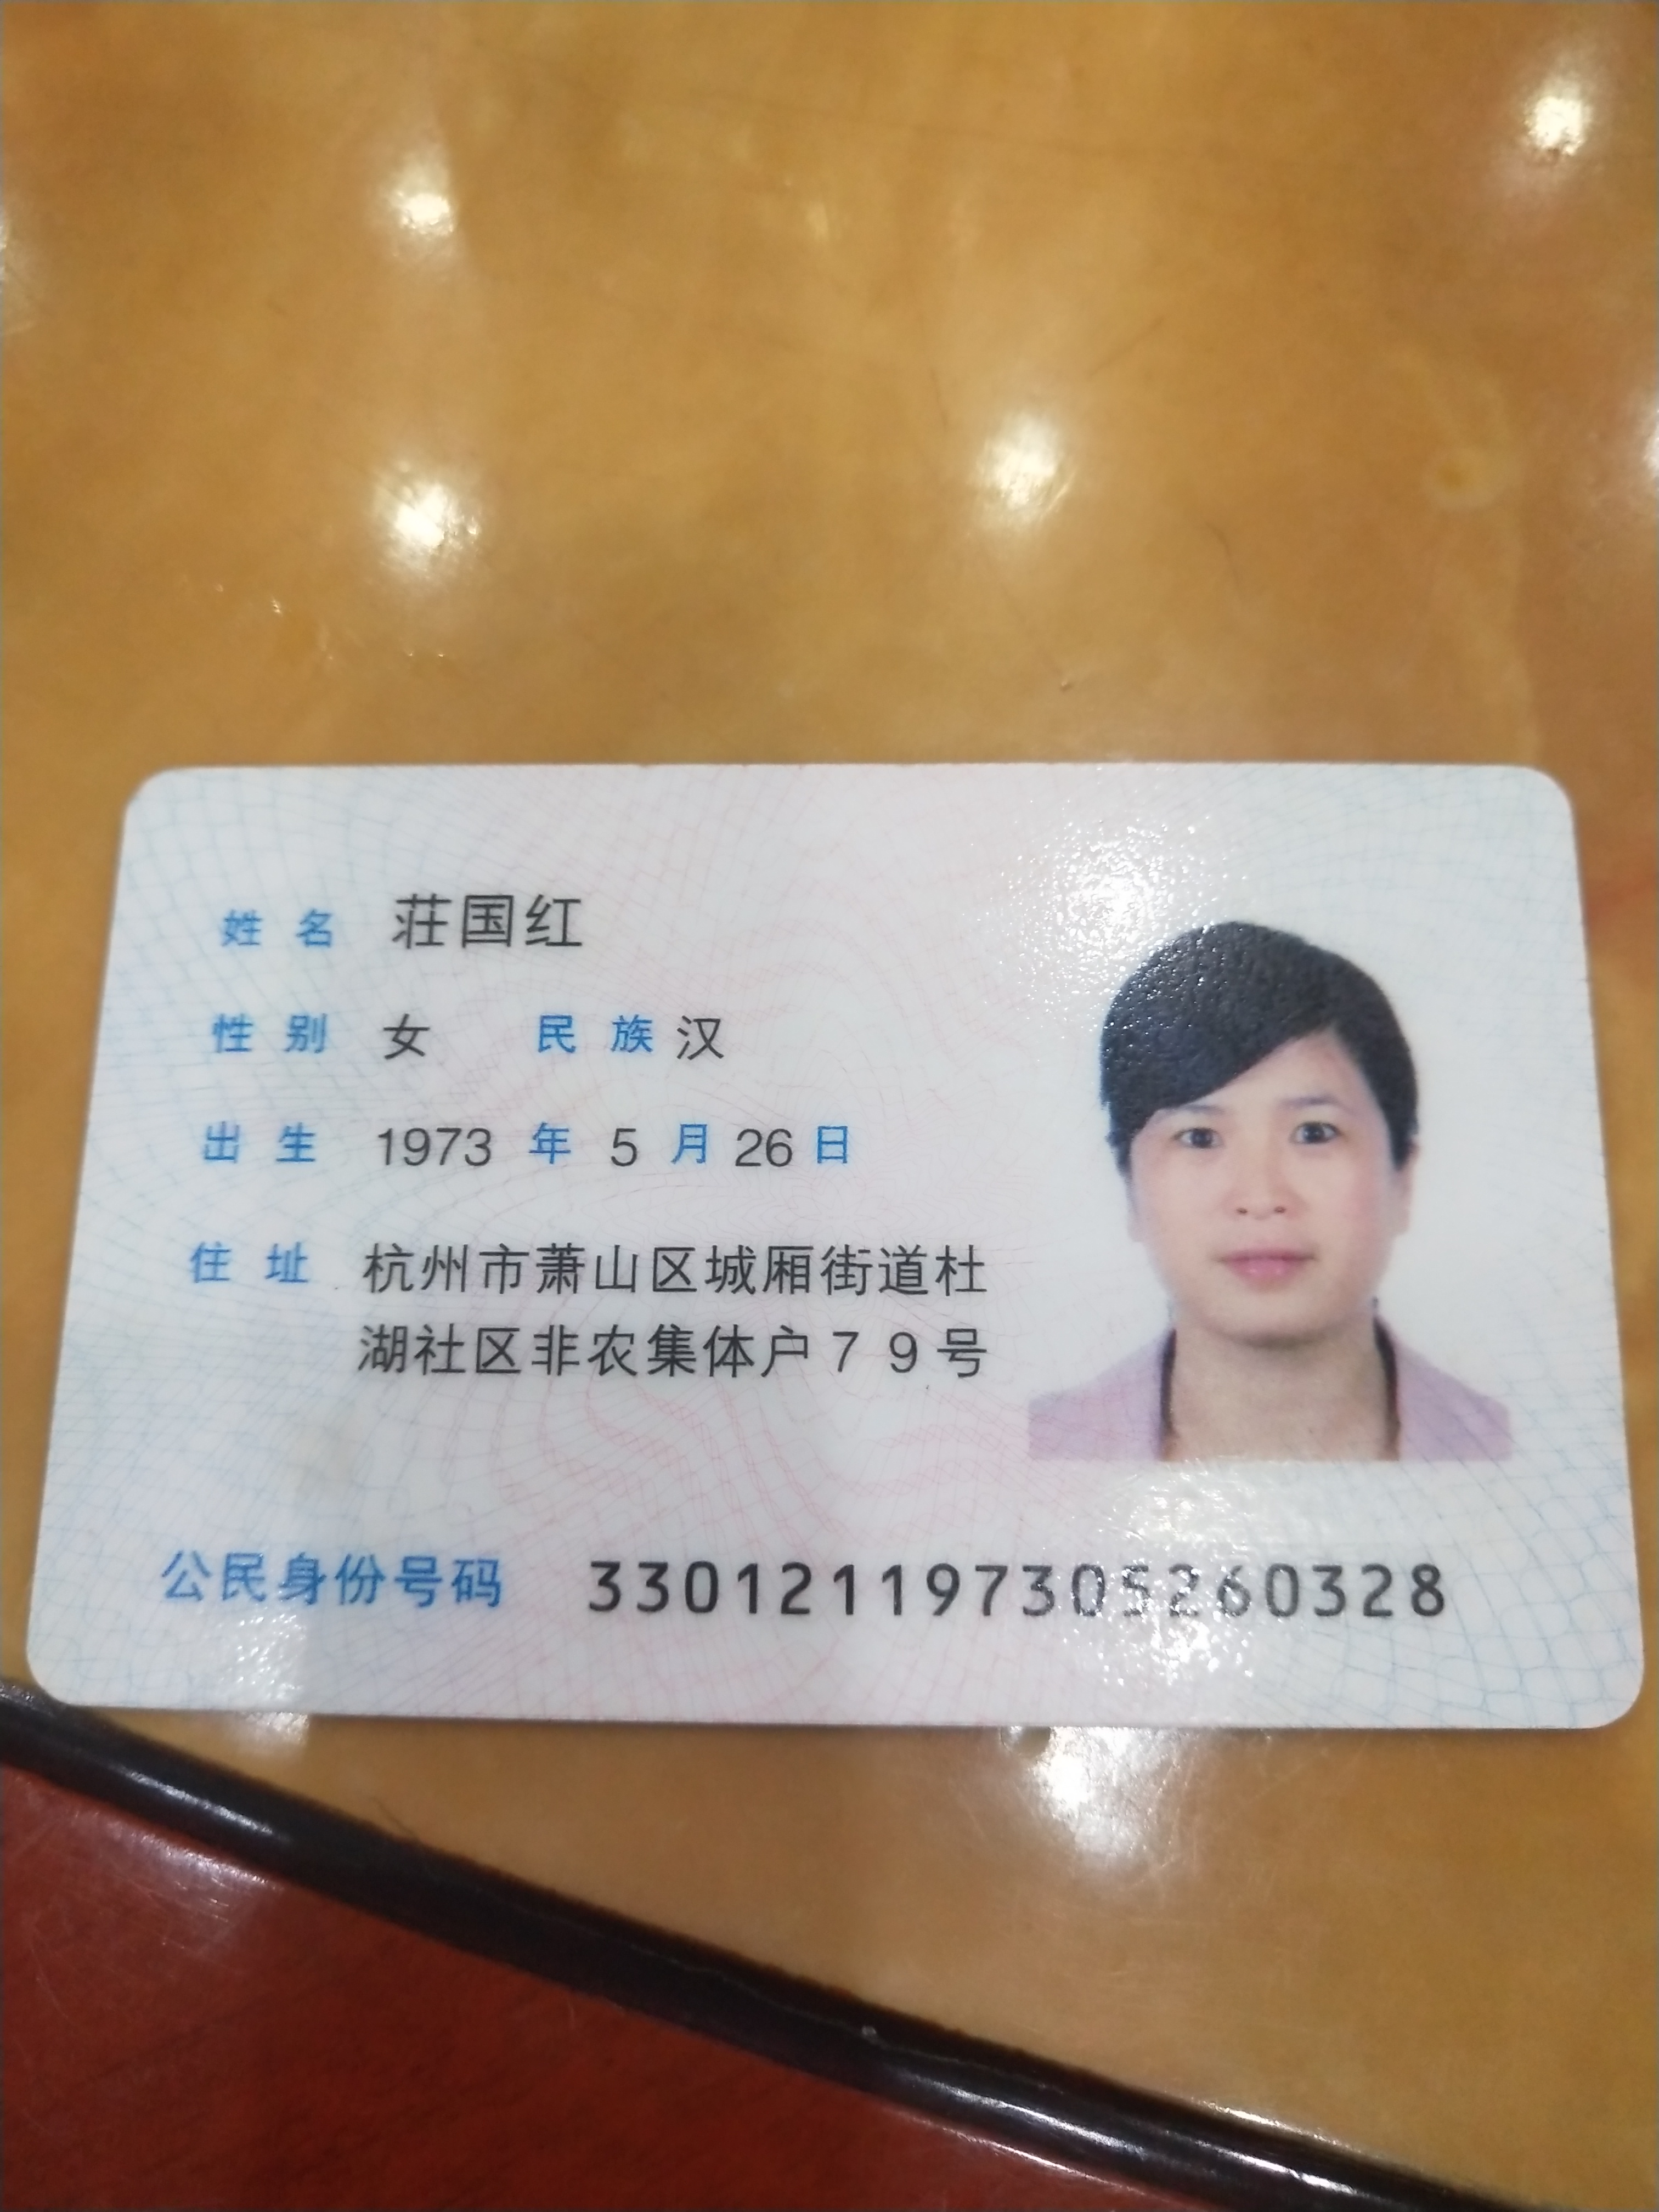 姓名 荘国红
性别 女 民族 汉
出生 1973 年 5 月 26 日
住址 杭州市萧山区城厢街道杜
湖社区非农集体户79号
公民身份号码 330121197305260328